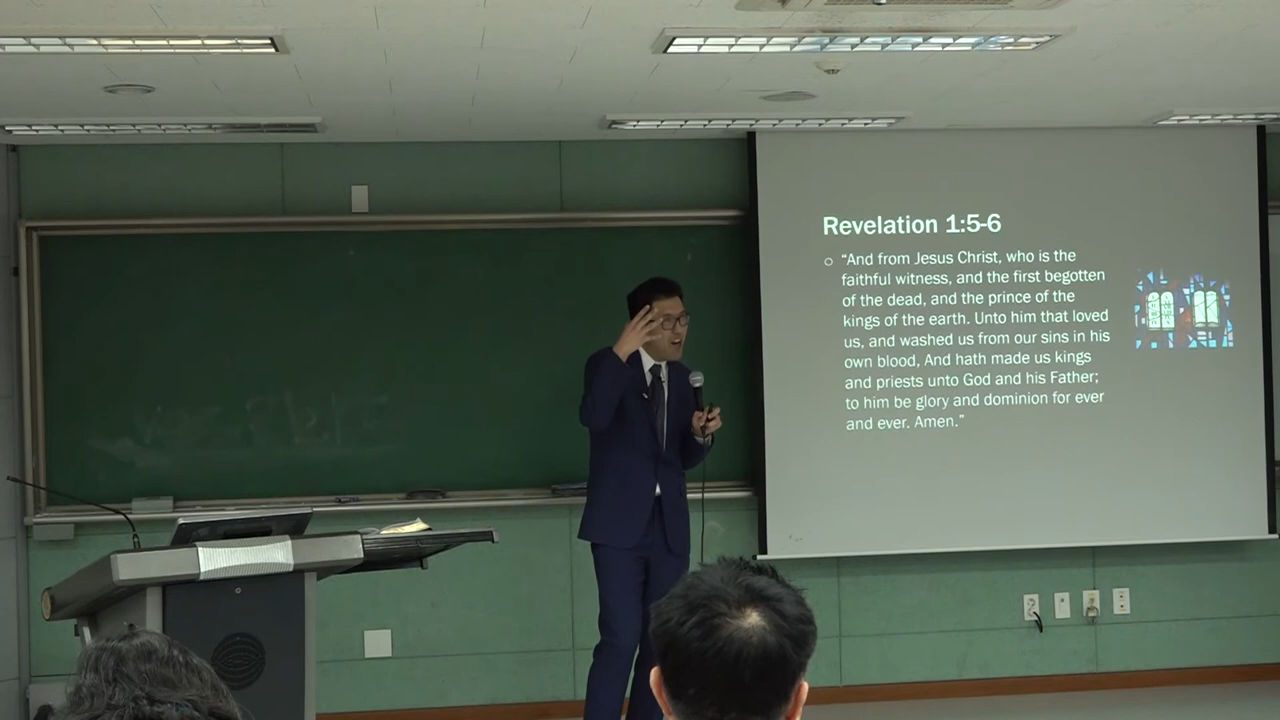 Revelation 1:5-6
“And from Jesus Christ, who is the
faithful witness, and the first begotten
of the dead, and the prince of the
kings of the earth. Unto him that loved
us, and washed us from our sins in his
own blood, And hath made us kings
and priests unto God and his Father;
to him be glory and dominion for ever
and ever. Amen.”